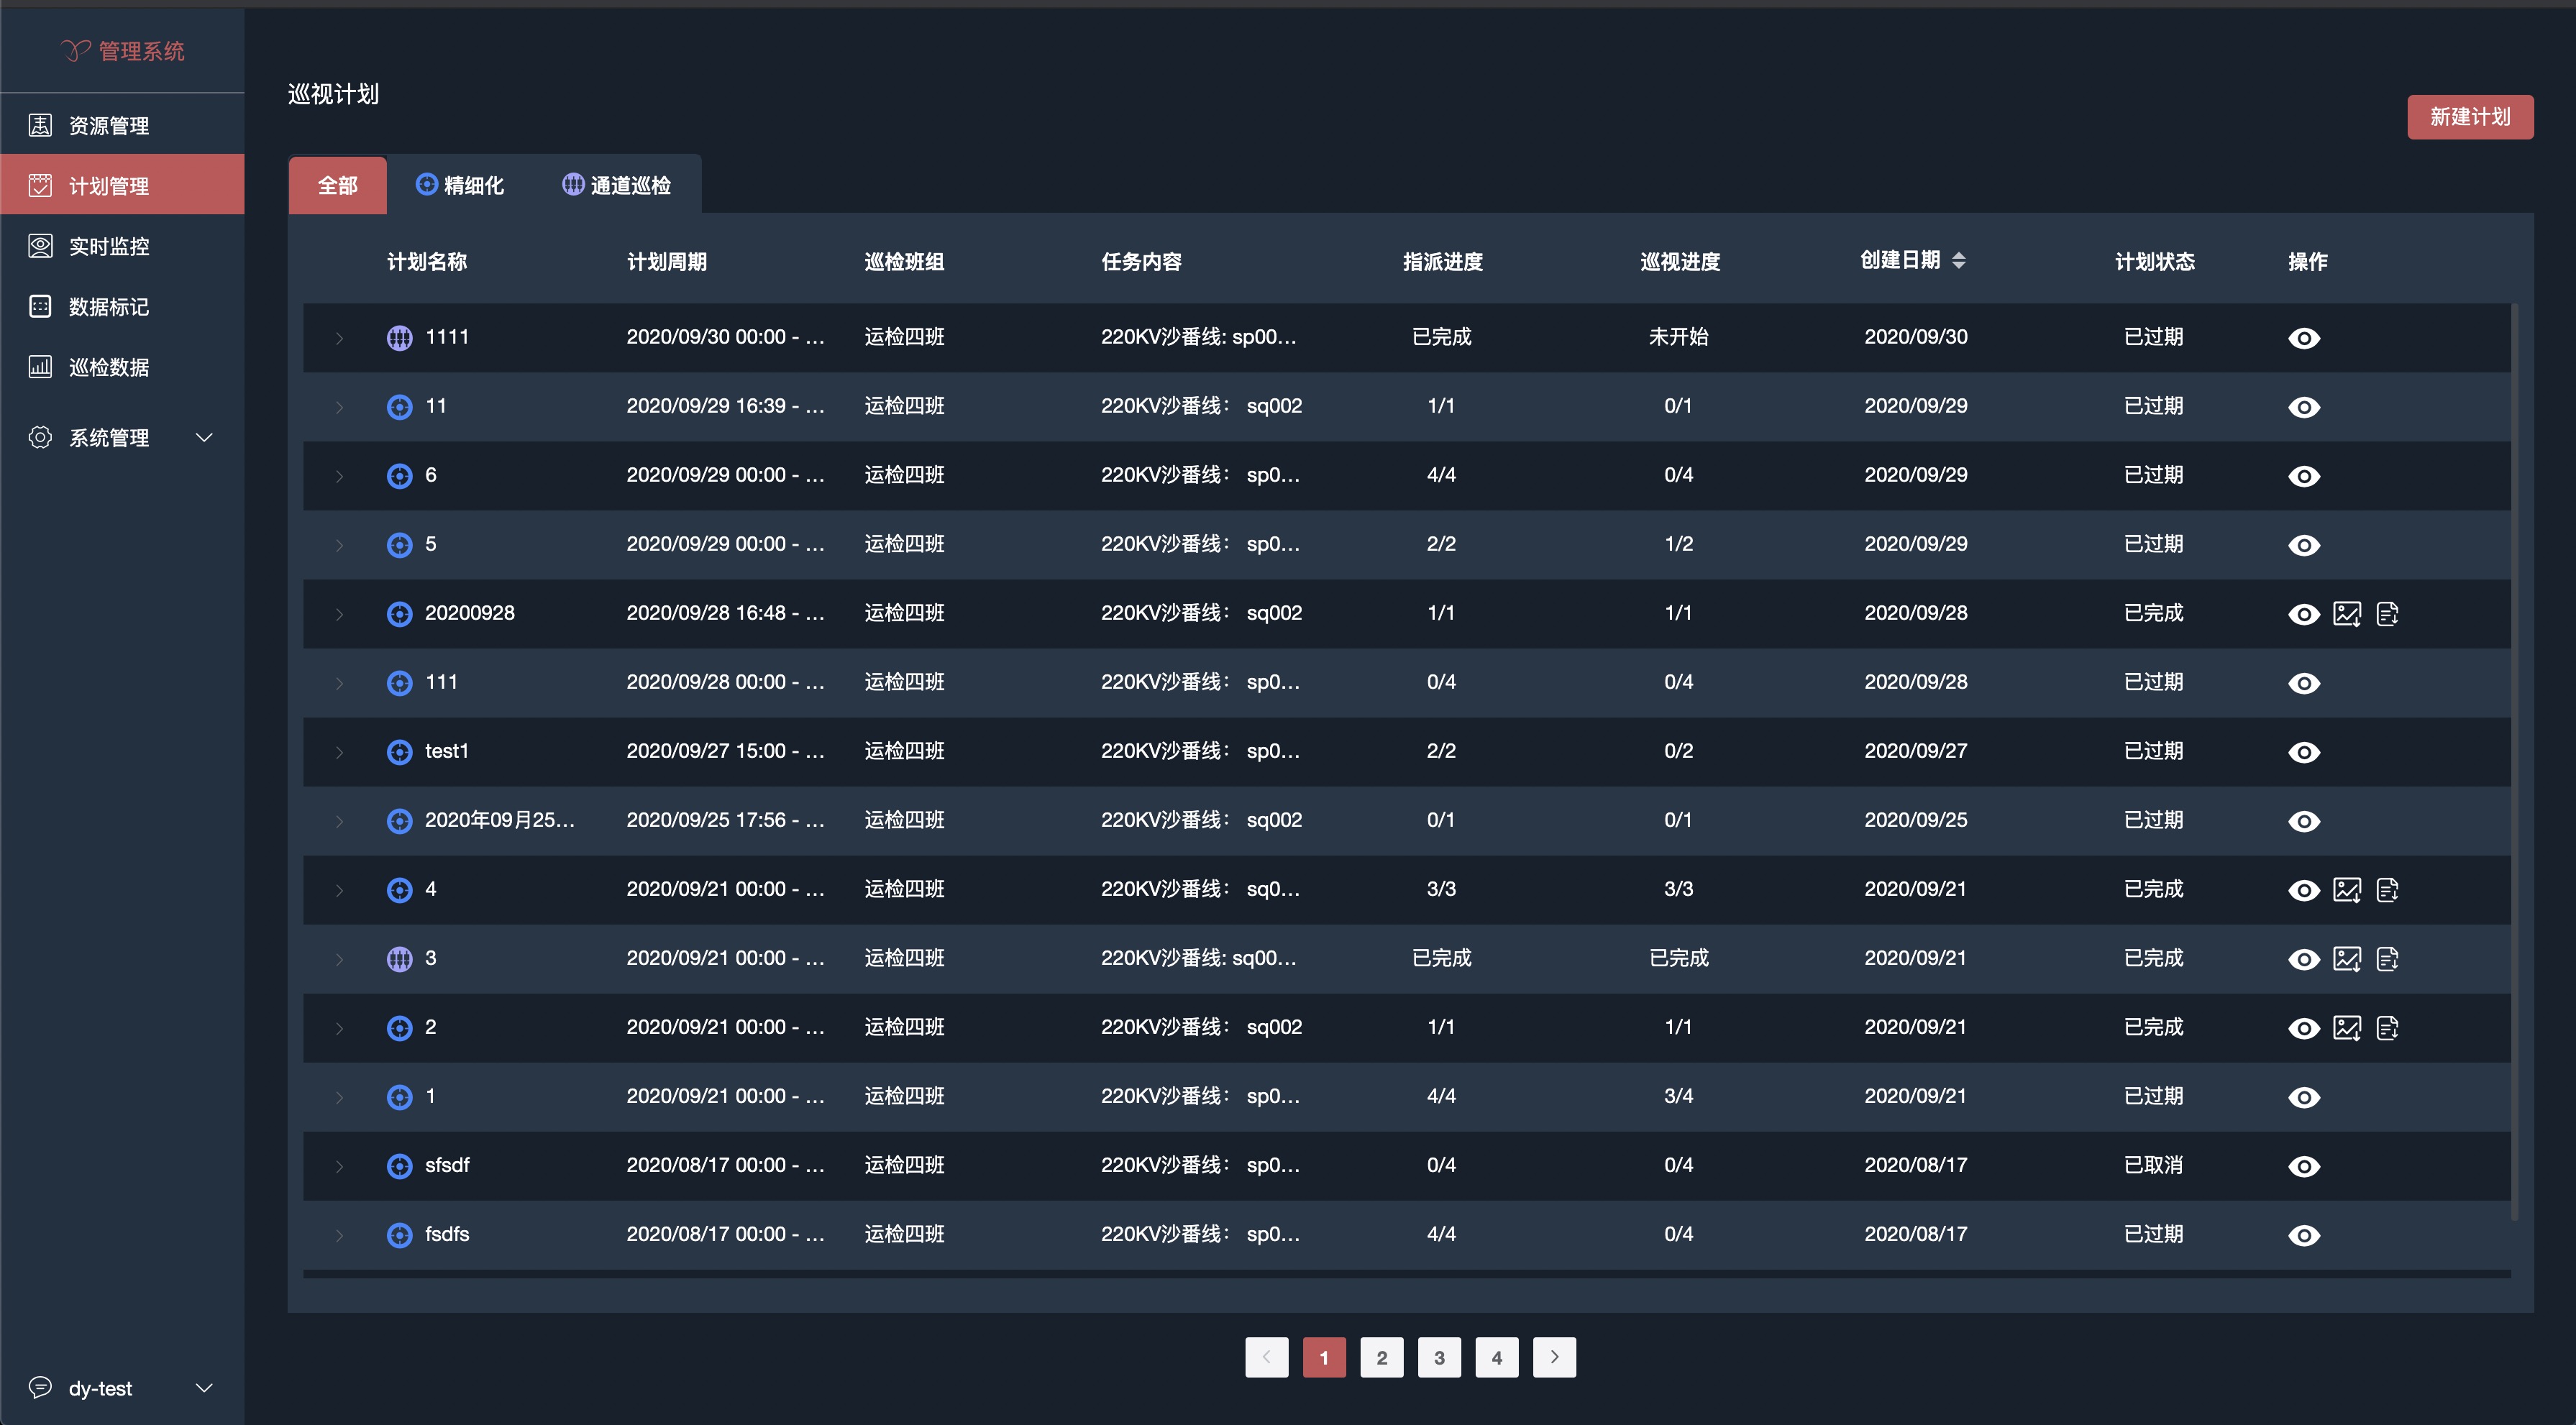 管理系统
资源管理
计划管理
实时监控
数据标记
巡检数据
系统管理
dy-test
巡视计划
新建计划
全部 精细化 通道巡检
计划名称 计划周期 巡检班组 任务内容 指派进度 巡视进度 创建日期 计划状态 操作
1111 2020/09/30 00:00 - ... 运检四班 220KV沙番线: sp00... 已完成 未开始 2020/09/30 已过期
11 2020/09/29 16:39 - ... 运检四班 220KV沙番线： sq002 1/1 0/1 2020/09/29 已过期
6 2020/09/29 00:00 - ... 运检四班 220KV沙番线： sp0... 4/4 0/4 2020/09/29 已过期
5 2020/09/29 00:00 - ... 运检四班 220KV沙番线： sp0... 2/2 1/2 2020/09/29 已过期
20200928 2020/09/28 16:48 - ... 运检四班 220KV沙番线： sq002 1/1 1/1 2020/09/28 已完成
111 2020/09/28 00:00 - ... 运检四班 220KV沙番线： sp0... 0/4 0/4 2020/09/28 已过期
test1 2020/09/27 15:00 - ... 运检四班 220KV沙番线： sp0... 2/2 0/2 2020/09/27 已过期
2020年09月25... 2020/09/25 17:56 - ... 运检四班 220KV沙番线： sq002 0/1 0/1 2020/09/25 已过期
4 2020/09/21 00:00 - ... 运检四班 220KV沙番线： sq0... 3/3 3/3 2020/09/21 已完成
3 2020/09/21 00:00 - ... 运检四班 220KV沙番线: sq00... 已完成 已完成 2020/09/21 已完成
2 2020/09/21 00:00 - ... 运检四班 220KV沙番线： sq002 1/1 1/1 2020/09/21 已完成
1 2020/09/21 00:00 - ... 运检四班 220KV沙番线： sp0... 4/4 3/4 2020/09/21 已过期
sfsdf 2020/08/17 00:00 - ... 运检四班 220KV沙番线： sp0... 0/4 0/4 2020/08/17 已取消
fsdfs 2020/08/17 00:00 - ... 运检四班 220KV沙番线： sp0... 4/4 0/4 2020/08/17 已过期
1 2 3 4